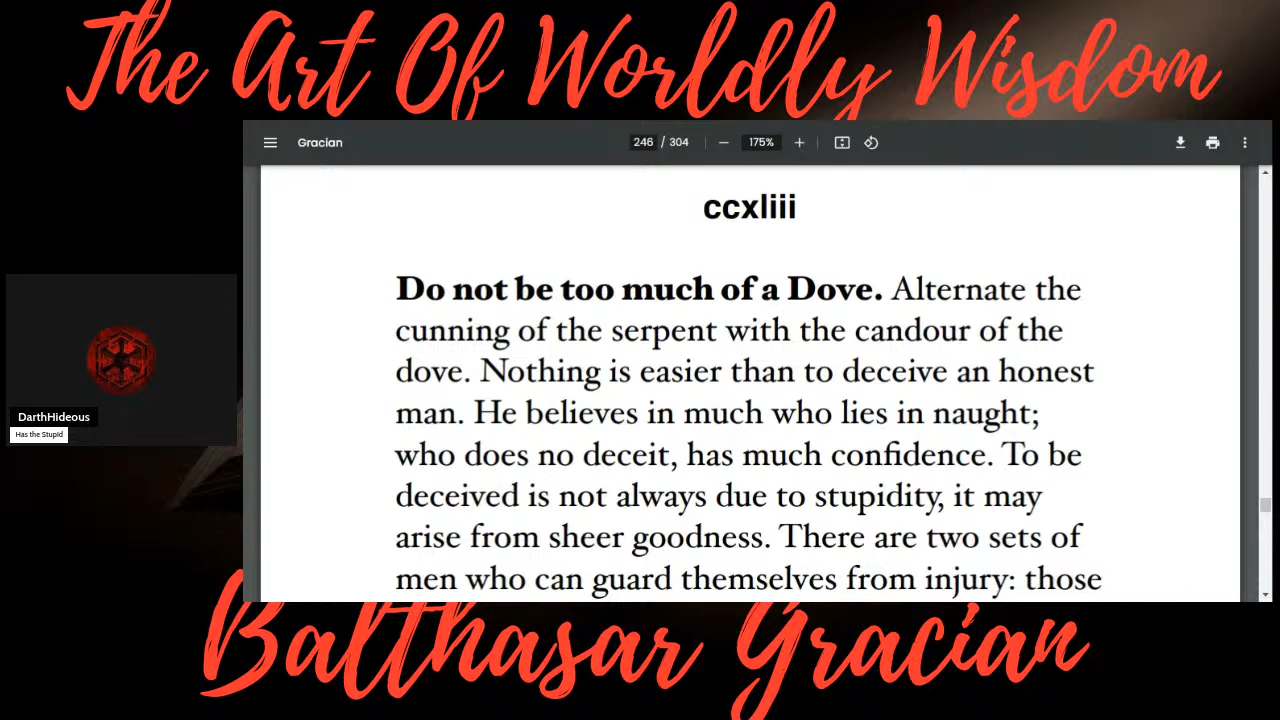 The Art Of Worldly Wisdom
Gracian
246 / 304
175%
ccxliii
Do not be too much of a Dove. Alternate the
cunning of the serpent with the candour of the
dove. Nothing is easier than to deceive an honest
man. He believes in much who lies in naught;
who does no deceit, has much confidence. To be
deceived is not always due to stupidity, it may
arise from sheer goodness. There are two sets of
men who can guard themselves from injury: those
DarthHideous
Has the Stupid
Balthasar Gracian